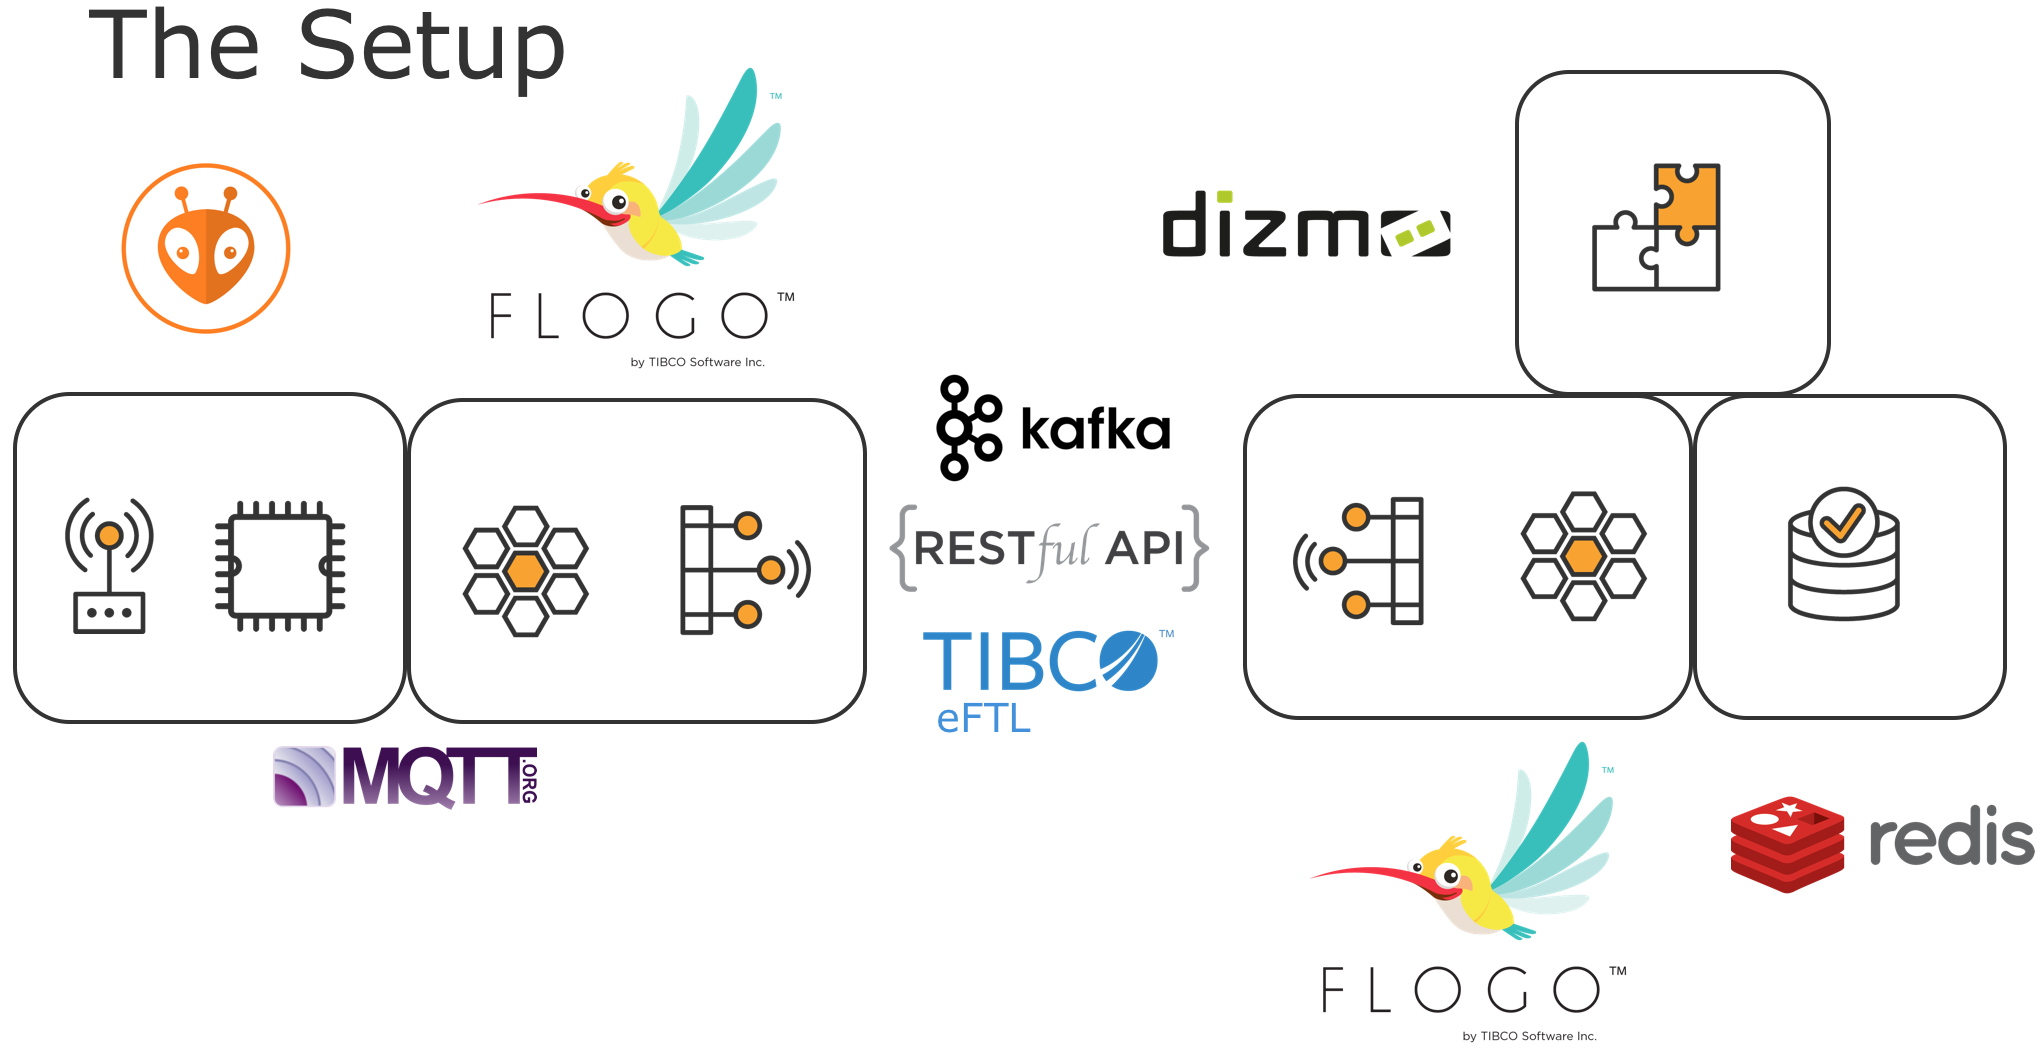 The Setup
TM
FLOGO™
by TIBCO Software Inc.
dizmo
kafka
{RESTful API}
TIBCO™
eFTL
MQTT.ORG
TM
FLOGO™
by TIBCO Software Inc.
redis